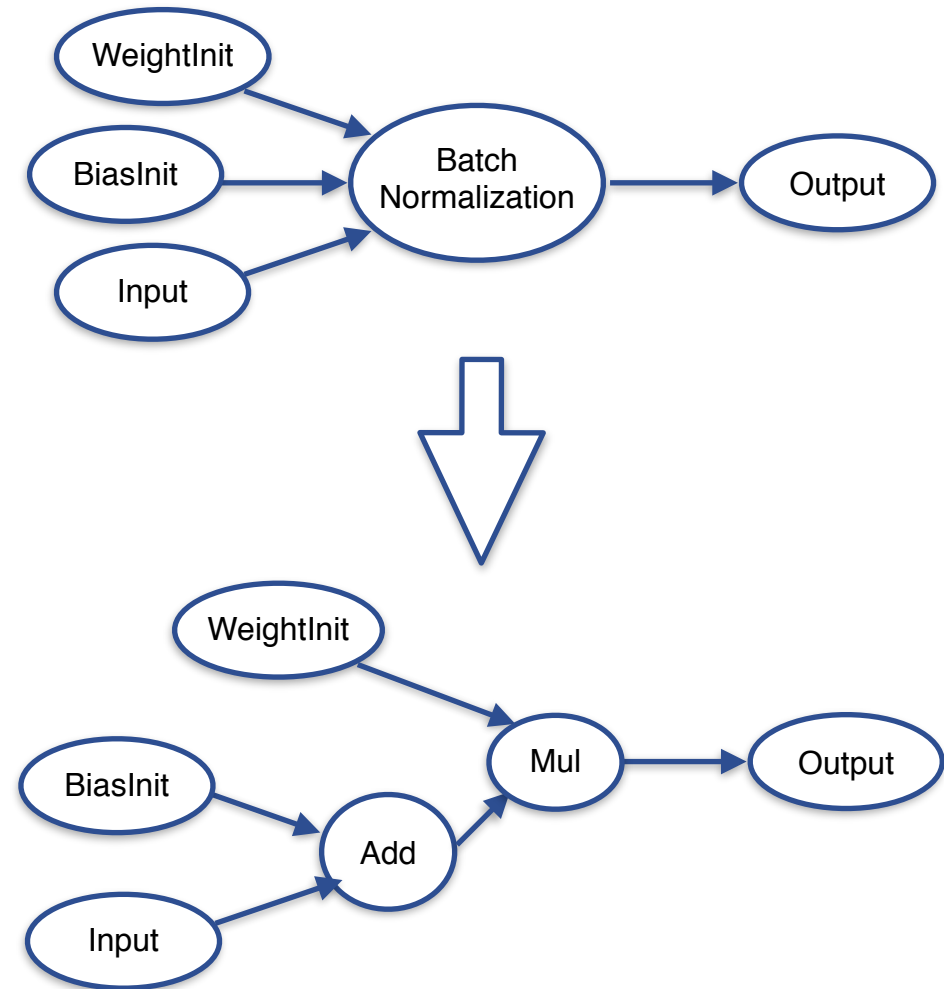 WeightInit
BiasInit
Input
Batch
Normalization
Output
WeightInit
BiasInit
Input
Add
Mul
Output